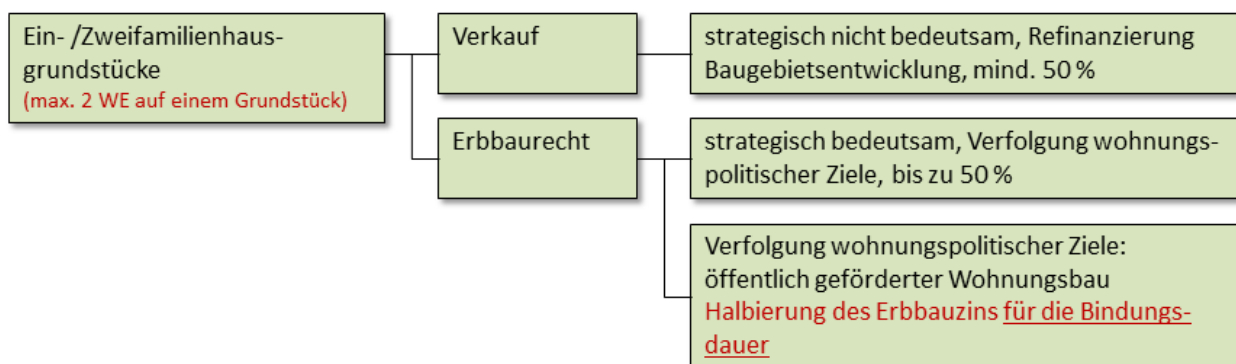 Ein- /Zweifamilienhaus-
grundstücke
(max. 2 WE auf einem Grundstück)
Verkauf
strategisch nicht bedeutsam, Refinanzierung
Baugebietsentwicklung, mind. 50 %
Erbbaurecht
strategisch bedeutsam, Verfolgung wohnungs-
politischer Ziele, bis zu 50 %
Verfolgung wohnungspolitischer Ziele:
öffentlich geförderter Wohnungsbau
Halbierung des Erbbauzins für die Bindungs-
dauer